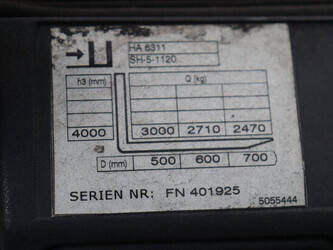 HA 6311
SH-5-1120
h3 (mm) Q (kg)
4000 3000 2710 2470
D (mm) 500 600 700
SERIEN NR: FN 401925
5055444